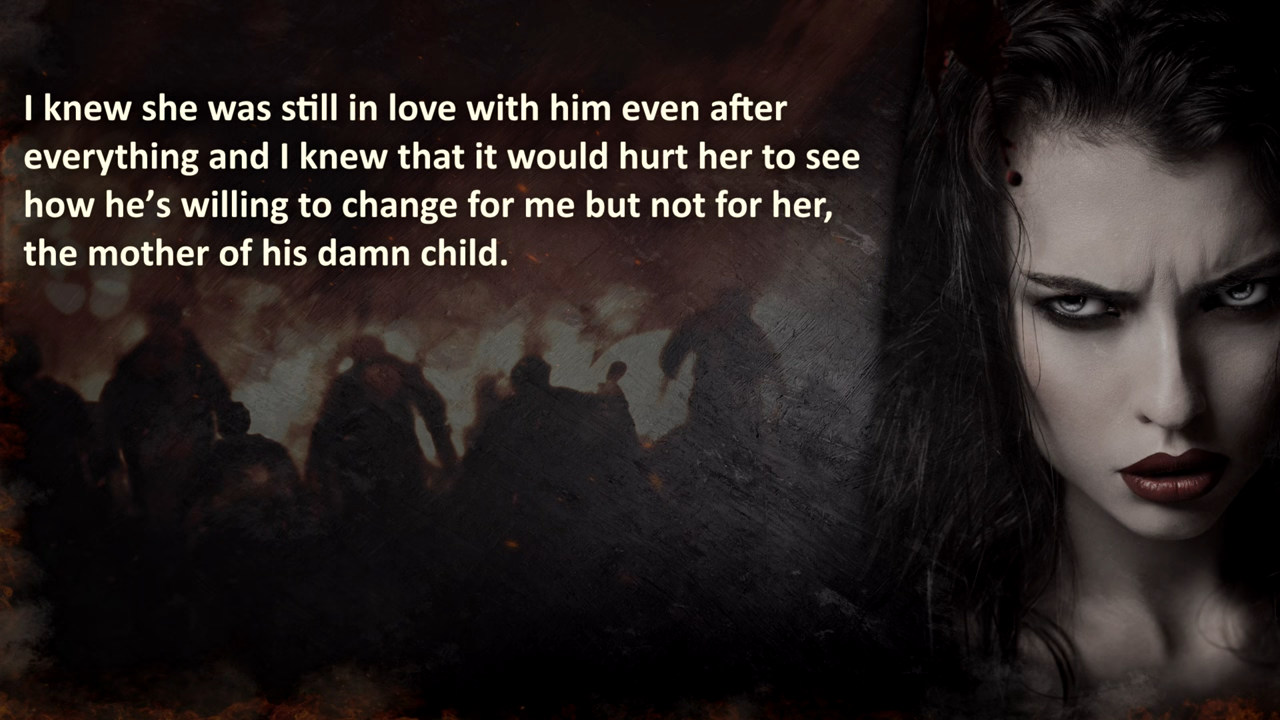 I knew she was still in love with him even after
everything and I knew that it would hurt her to see
how he’s willing to change for me but not for her,
the mother of his damn child.